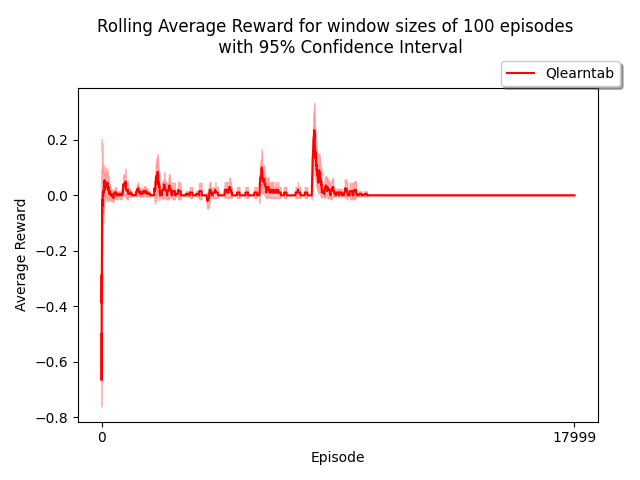 Rolling Average Reward for window sizes of 100 episodes
with 95% Confidence Interval
Qlearntab
0.2
0.0
−0.2
−0.4
−0.6
−0.8
Average Reward
0
17999
Episode